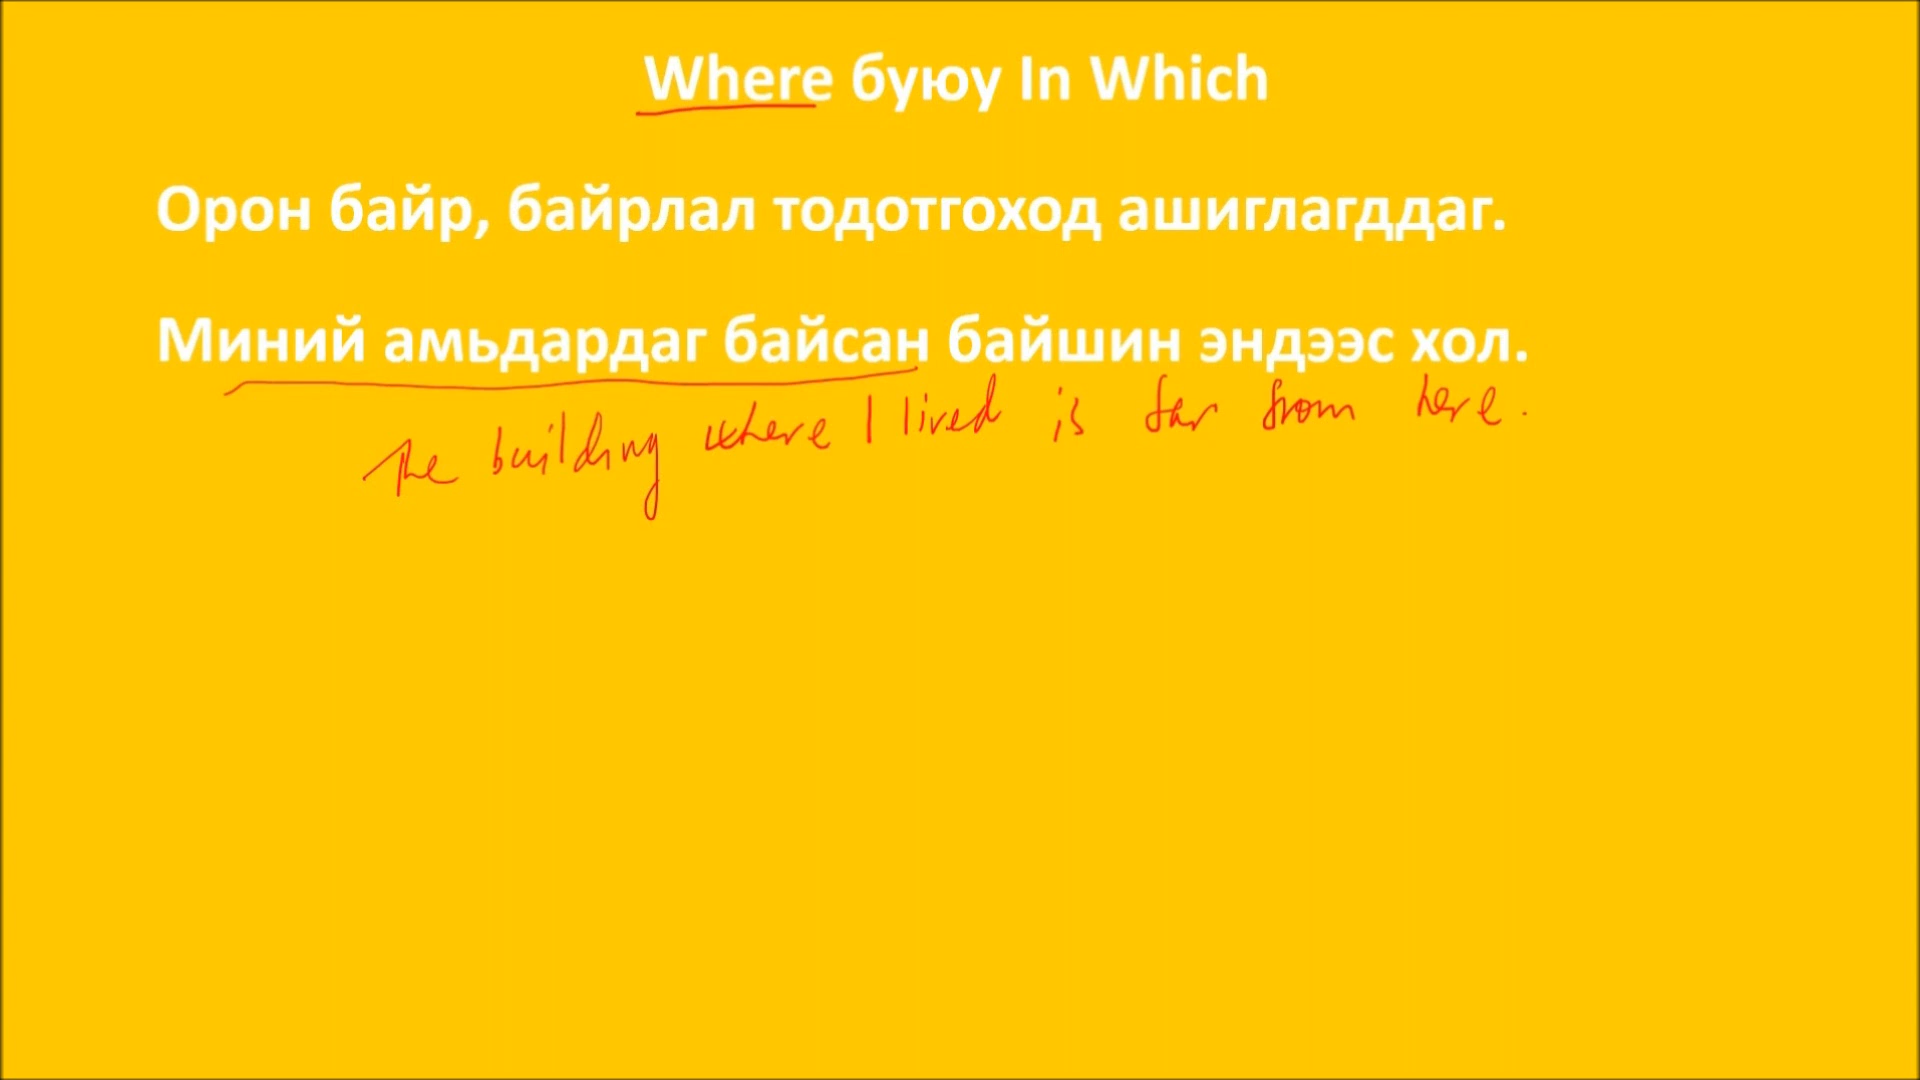 Where буюу In Which
Орон байр, байрлал тодотгоход ашиглагддаг.
Миний амьдардаг байсан байшин эндээс хол.
The building where I lived is far from here.